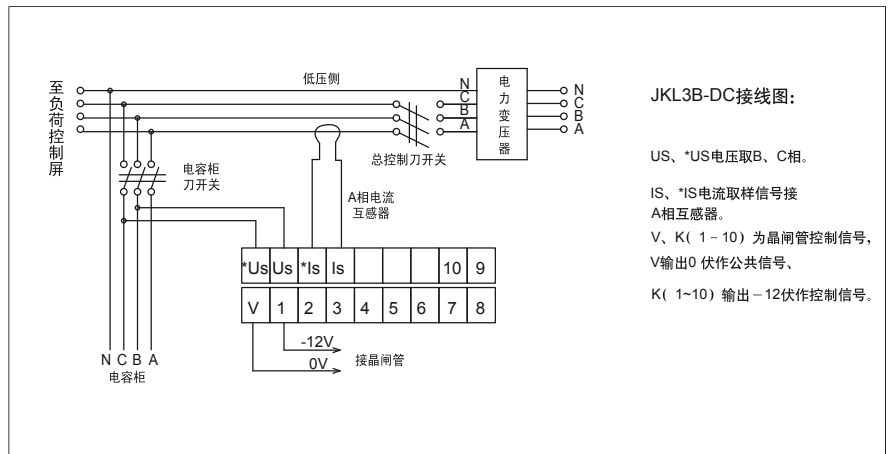 至负荷控制屏
低压侧
N
C
B
A
电力变压器
N
C
B
A
总控制刀开关
电容柜
刀开关
A相电流
互感器
*Us Us *Is Is 10 9
V 1 2 3 4 5 6 7 8
-12V
0V
接晶闸管
N C B A
电容柜
JKL3B-DC接线图：
US、*US电压取B、C相。
IS、*IS电流取样信号接
A相互感器。
V、K（1～10）为晶闸管控制信号，
V输出0 伏作公共信号、
K（1~10）输出－12伏作控制信号。